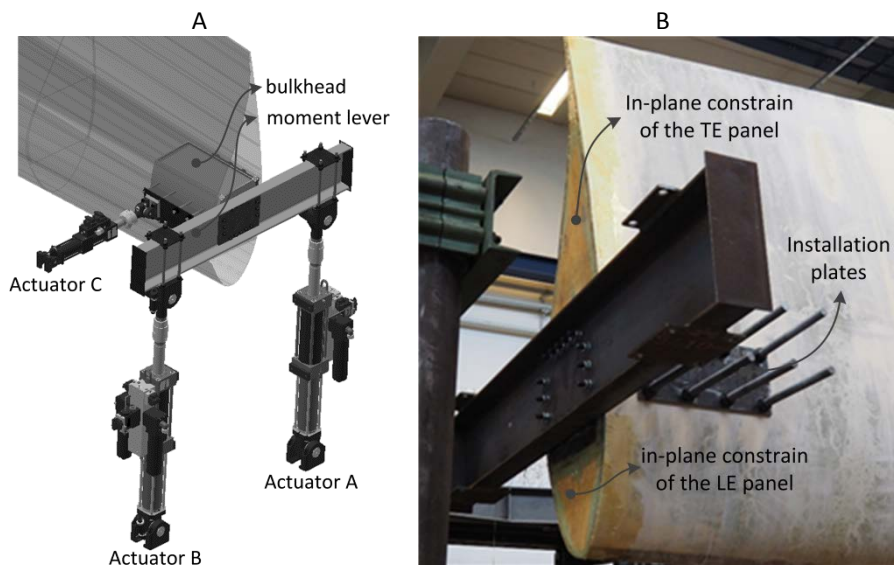 A
bulkhead
moment lever
Actuator C
Actuator A
Actuator B
B
In-plane constrain
of the TE panel
Installation
plates
in-plane constrain
of the LE panel